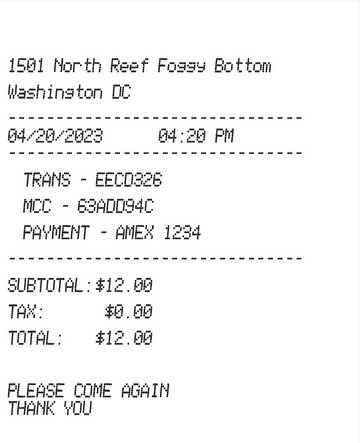 1501 North Reef Foggy Bottom
Washington DC
------------------------------
04/20/2023 04:20 PM
------------------------------
TRANS - EECD326
MCC - 63ADD94C
PAYMENT - AMEX 1234
------------------------------
SUBTOTAL:$12.00
TAX: $0.00
TOTAL: $12.00
PLEASE COME AGAIN
THANK YOU